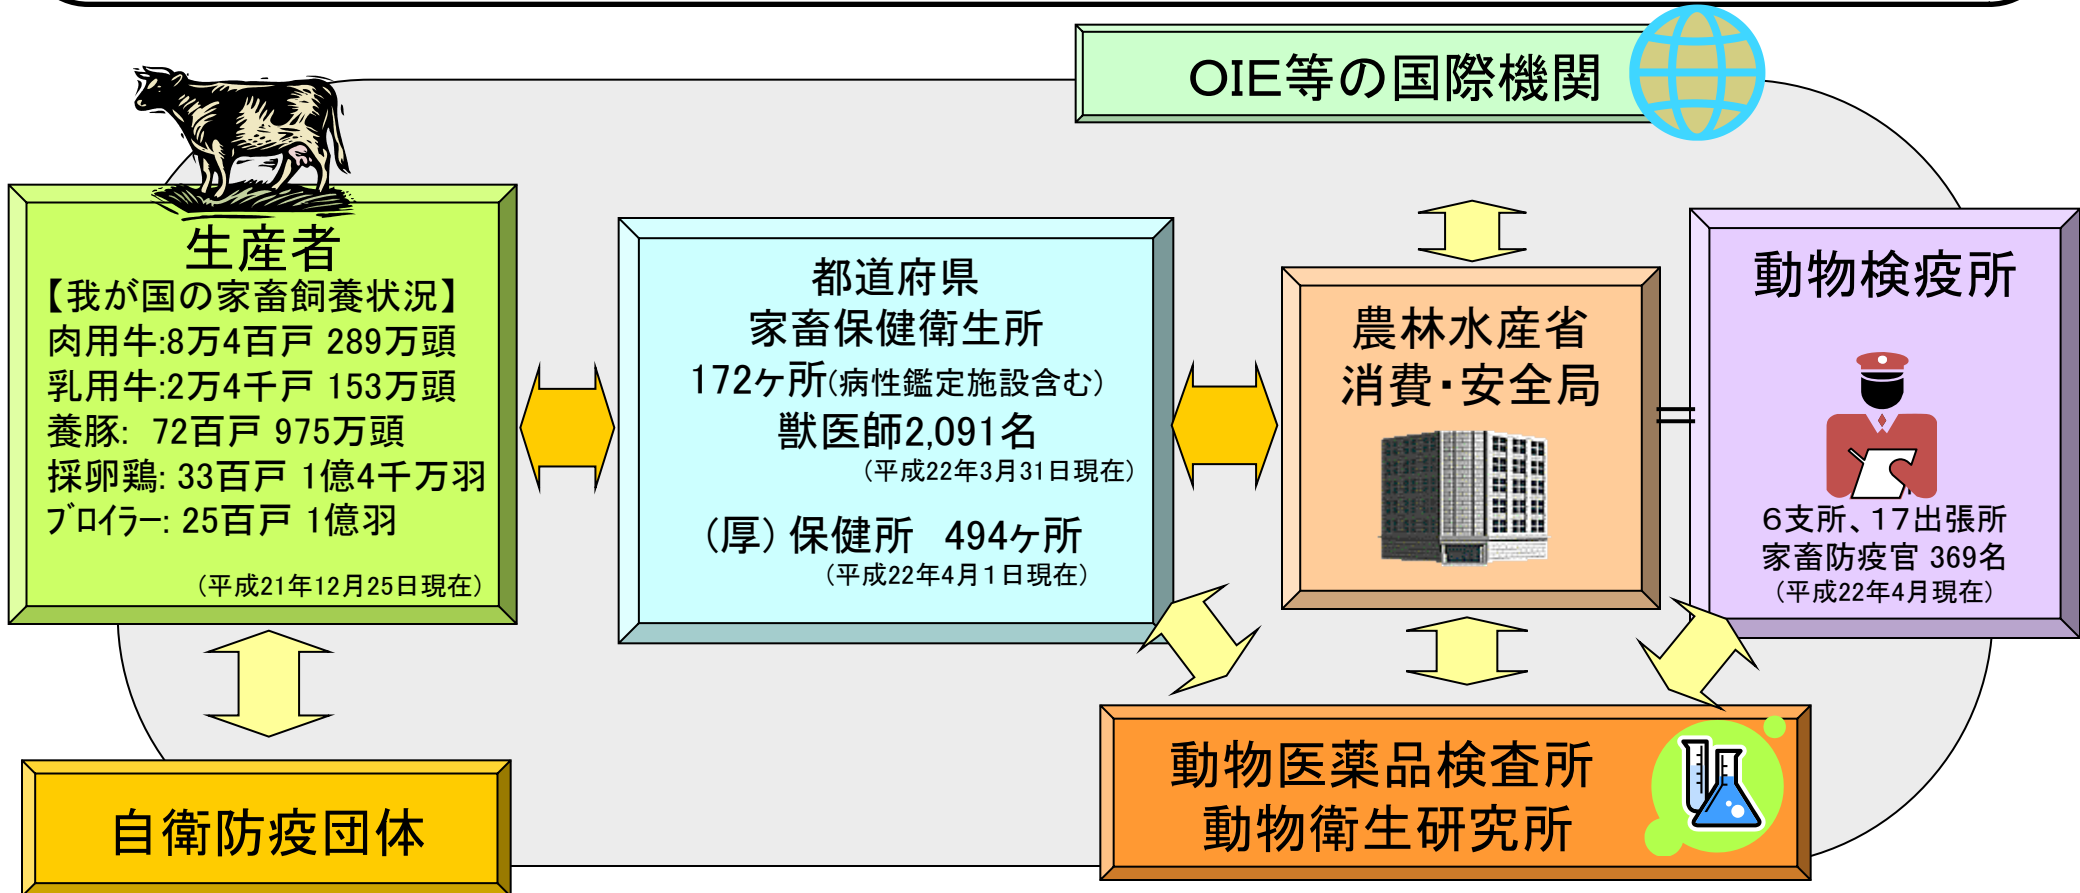 OIE等の国際機関
生産者
【我が国の家畜飼養状況】
肉用牛:8万4百戸 289万頭
乳用牛:2万4千戸 153万頭
養豚: 72百戸 975万頭
採卵鶏: 33百戸 1億4千万羽
ブロイラー: 25百戸 1億羽
(平成21年12月25日現在)
都道府県
家畜保健衛生所
172ヶ所(病性鑑定施設含む)
獣医師2,091名
(平成22年3月31日現在)
(厚) 保健所 494ヶ所
(平成22年4月1日現在)
農林水産省
消費・安全局
=
動物検疫所
6支所、17出張所
家畜防疫官 369名
(平成22年4月現在)
自衛防疫団体
動物医薬品検査所
動物衛生研究所